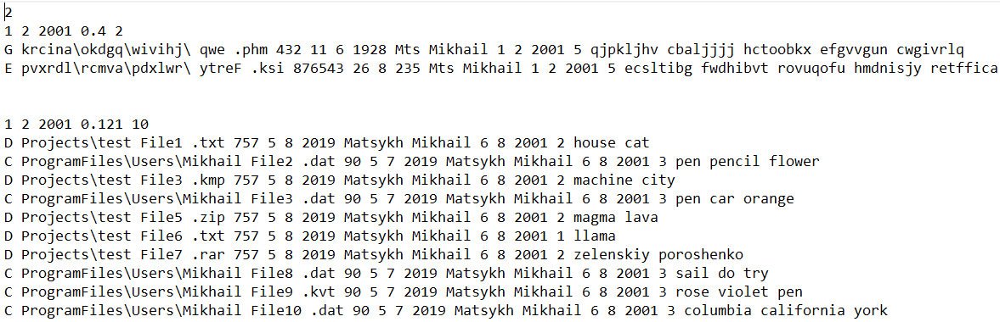 2
1 2 2001 0.4 2
G krcina\okdgq\wivihj\ qwe .phm 432 11 6 1928 Mts Mikhail 1 2 2001 5 qjpkljhv cbaljjjj hctoobkx efgvvgun cwgivrlq
E pvxrdl\rcmva\pdxlwr\ ytreF .ksi 876543 26 8 235 Mts Mikhail 1 2 2001 5 ecsltibg fwdhibvt rovuqofu hmdnisjy retffica
1 2 2001 0.121 10
D Projects\test File1 .txt 757 5 8 2019 Matsykh Mikhail 6 8 2001 2 house cat
C ProgramFiles\Users\Mikhail File2 .dat 90 5 7 2019 Matsykh Mikhail 6 8 2001 3 pen pencil flower
D Projects\test File3 .kmp 757 5 8 2019 Matsykh Mikhail 6 8 2001 2 machine city
C ProgramFiles\Users\Mikhail File3 .dat 90 5 7 2019 Matsykh Mikhail 6 8 2001 3 pen car orange
D Projects\test File5 .zip 757 5 8 2019 Matsykh Mikhail 6 8 2001 2 magma lava
D Projects\test File6 .txt 757 5 8 2019 Matsykh Mikhail 6 8 2001 1 llama
D Projects\test File7 .rar 757 5 8 2019 Matsykh Mikhail 6 8 2001 2 zelenskiy poroshenko
C ProgramFiles\Users\Mikhail File8 .dat 90 5 7 2019 Matsykh Mikhail 6 8 2001 3 sail do try
C ProgramFiles\Users\Mikhail File9 .kvt 90 5 7 2019 Matsykh Mikhail 6 8 2001 3 rose violet pen
C ProgramFiles\Users\Mikhail File10 .dat 90 5 7 2019 Matsykh Mikhail 6 8 2001 3 columbia california york